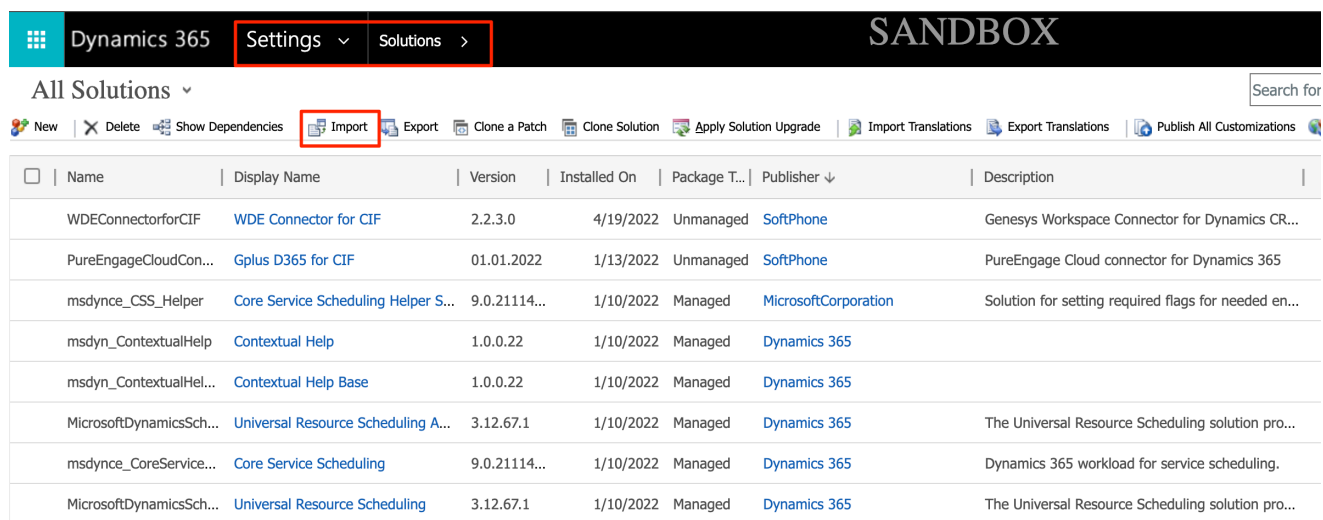 Dynamics 365 Settings Solutions SANDBOX
All Solutions Search for
New Delete Show Dependencies Import Export Clone a Patch Clone Solution Apply Solution Upgrade Import Translations Export Translations Publish All Customizations
Name Display Name Version Installed On Package T... Publisher Description
WDEConnectorforCIF WDE Connector for CIF 2.2.3.0 4/19/2022 Unmanaged SoftPhone Genesys Workspace Connector for Dynamics CR...
PureEngageCloudCon... Gplus D365 for CIF 01.01.2022 1/13/2022 Unmanaged SoftPhone PureEngage Cloud connector for Dynamics 365
msdynce_CSS_Helper Core Service Scheduling Helper S... 9.0.21114... 1/10/2022 Managed MicrosoftCorporation Solution for setting required flags for needed en...
msdyn_ContextualHelp Contextual Help 1.0.0.22 1/10/2022 Managed Dynamics 365
msdyn_ContextualHel... Contextual Help Base 1.0.0.22 1/10/2022 Managed Dynamics 365
MicrosoftDynamicsSch... Universal Resource Scheduling A... 3.12.67.1 1/10/2022 Managed Dynamics 365 The Universal Resource Scheduling solution pro...
msdynce_CoreService... Core Service Scheduling 9.0.21114... 1/10/2022 Managed Dynamics 365 Dynamics 365 workload for service scheduling.
MicrosoftDynamicsSch... Universal Resource Scheduling 3.12.67.1 1/10/2022 Managed Dynamics 365 The Universal Resource Scheduling solution pro...